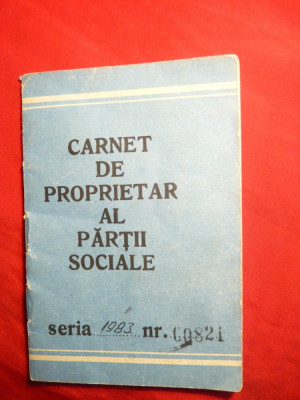 CARNET
DE
PROPRIETAR
AL
PĂRȚII
SOCIALE
seria 1983 nr. 00821